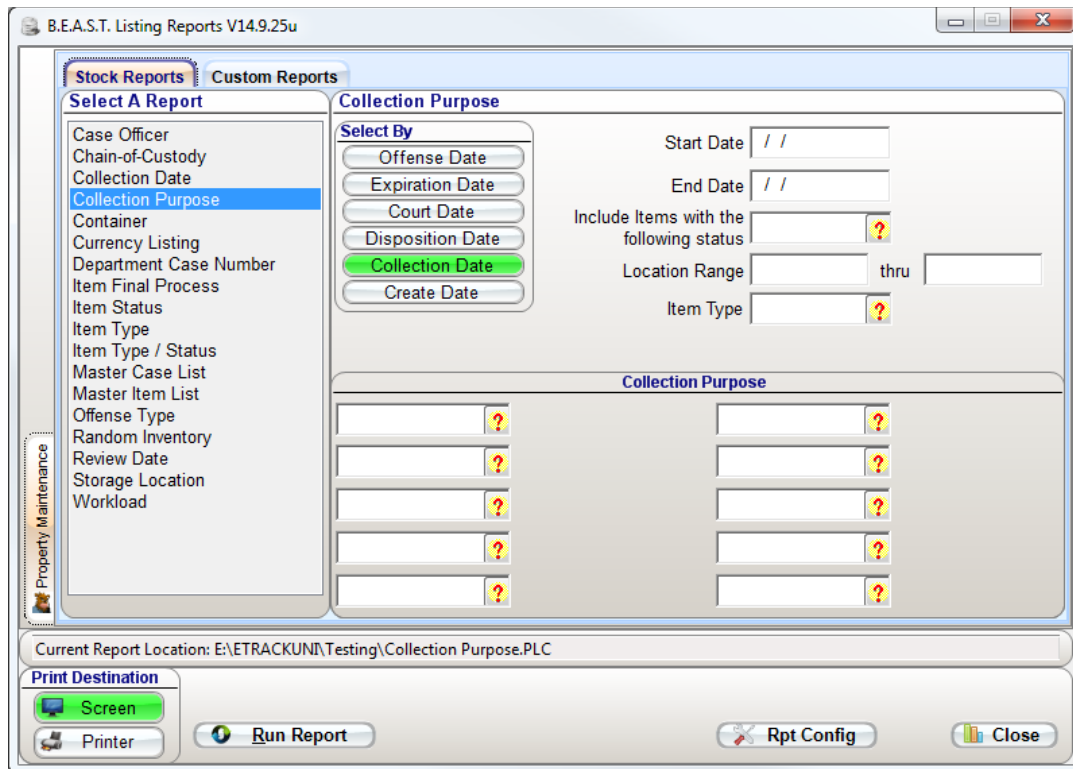 B.E.A.S.T. Listing Reports V14.9.25u
Stock Reports
Custom Reports
Select A Report
Case Officer
Chain-of-Custody
Collection Date
Collection Purpose
Container
Currency Listing
Department Case Number
Item Final Process
Item Status
Item Type
Item Type / Status
Master Case List
Master Item List
Offense Type
Random Inventory
Review Date
Storage Location
Workload
Property Maintenance
Collection Purpose
Select By
Offense Date
Expiration Date
Court Date
Disposition Date
Collection Date
Create Date
Start Date / /
End Date / /
Include Items with the
following status ?
Location Range thru
Item Type ?
Collection Purpose
? ?
? ?
? ?
? ?
? ?
Current Report Location: E:\ETRACKUNI\Testing\Collection Purpose.PLC
Print Destination
Screen
Printer
Run Report
Rpt Config
Close